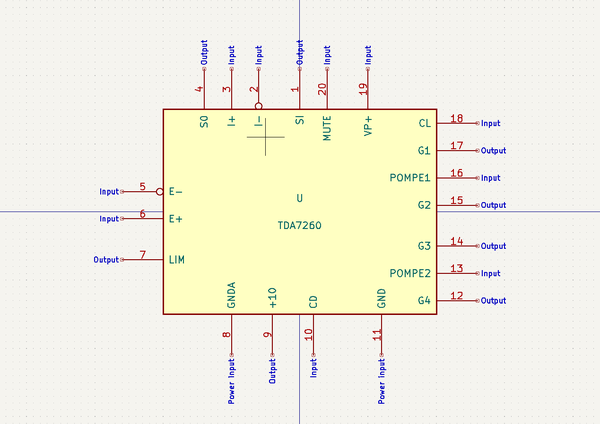 Output
Input
Input
Output
Input
Input
4
3
2
1
20
19
SO
I+
I-
SI
MUTE
VP+
CL 18 Input
G1 17 Output
POMPE1 16 Input
Input 5 E-
U
G2 15 Output
Input 6 E+
TDA7260
G3 14 Output
Output 7 LIM
POMPE2 13 Input
G4 12 Output
GNDA
+10
CD
GND
8
9
10
11
Power Input
Output
Input
Power Input